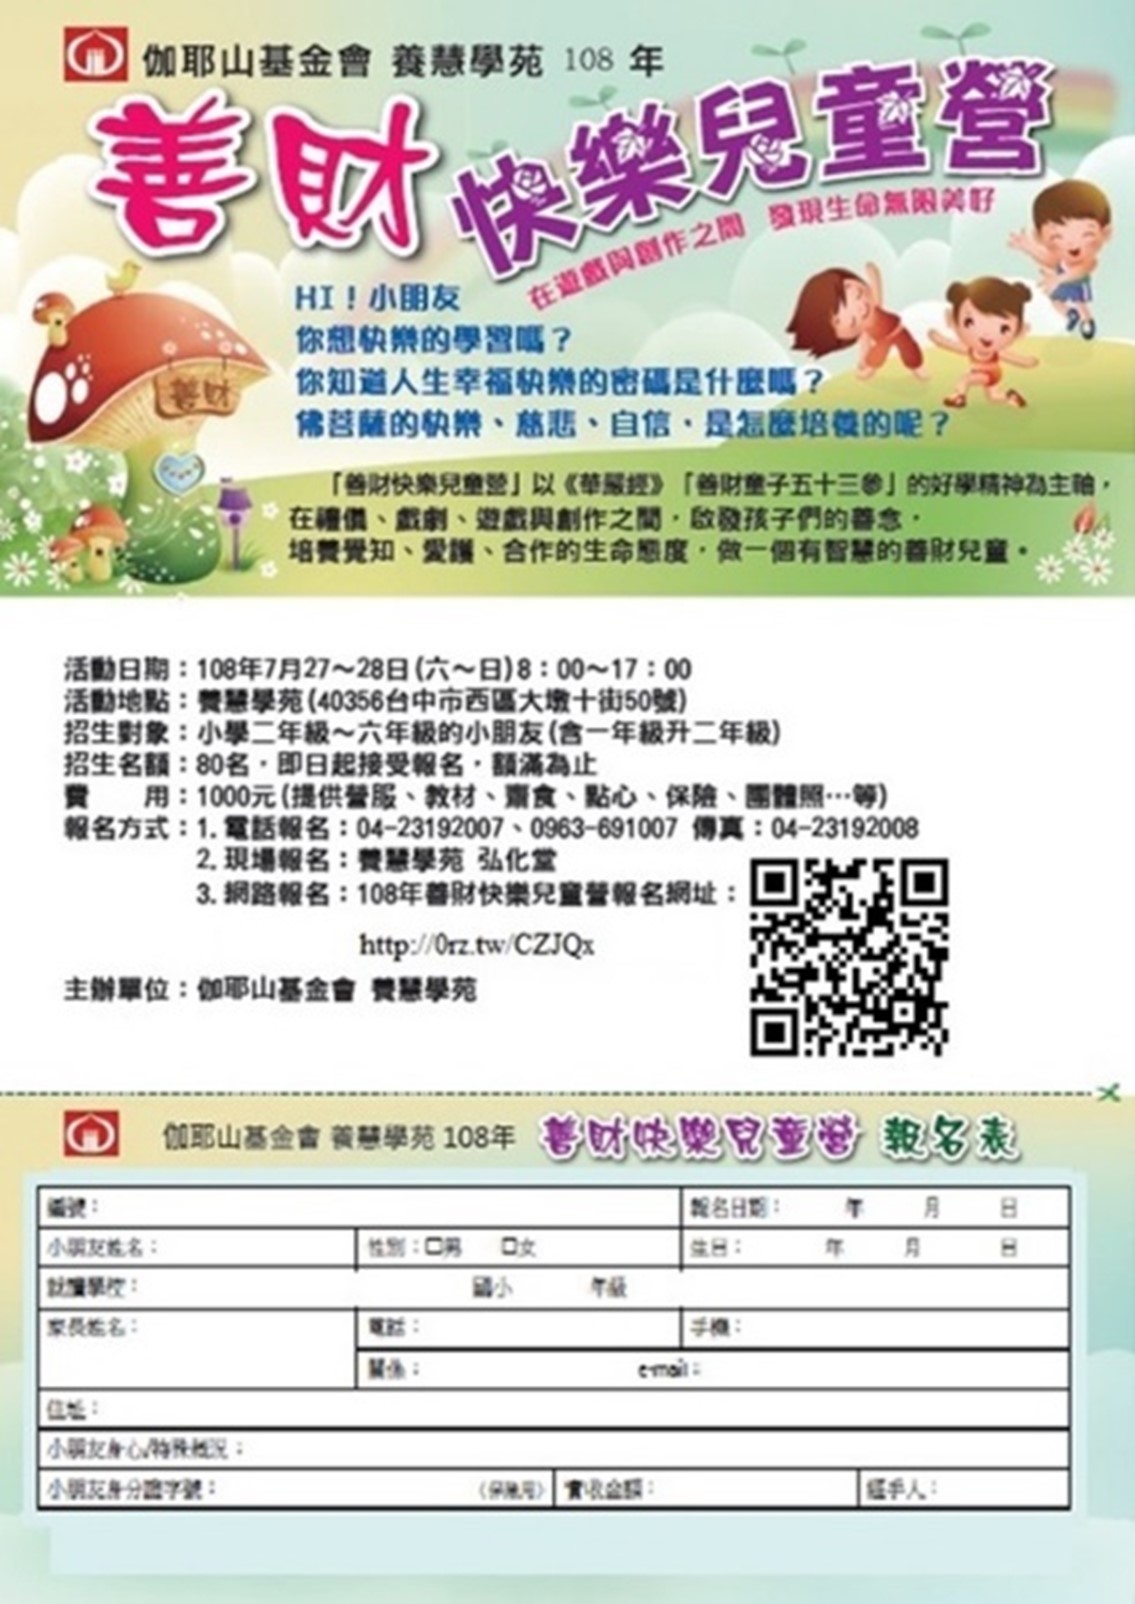 伽耶山基金會 養慧學苑 108 年
善財 快樂兒童營
在遊戲與創作之間 發現生命無限美好
HI！小朋友
你想快樂的學習嗎？
你知道人生幸福快樂的密碼是什麼嗎？
佛菩薩的快樂、慈悲、自信，是怎麼培養的呢？
善財
「善財快樂兒童營」以《華嚴經》「善財童子五十三參」的好學精神為主軸，
在禮儀、戲劇、遊戲與創作之間，啟發孩子們的善念，
培養覺知、愛護、合作的生命態度，做一個有智慧的善財兒童。
活動日期：108年7月27～28日(六～日)8：00～17：00
活動地點：養慧學苑(40356台中市西區大墩十街50號)
招生對象：小學二年級～六年級的小朋友(含一年級升二年級)
招生名額：80名，即日起接受報名，額滿為止
費　　用：1000元(提供營服、教材、齋食、點心、保險、團體照…等)
報名方式：1.電話報名：04-23192007、0963-691007 傳真：04-23192008
2.現場報名：養慧學苑 弘化堂
3.網路報名：108年善財快樂兒童營報名網址：
http://0rz.tw/CZJQx
主辦單位：伽耶山基金會 養慧學苑
伽耶山基金會 養慧學苑 108年 善財快樂兒童營 報名表
編號： 報名日期： 年 月 日
小朋友姓名： 性別：□男 □女 生日： 年 月 日
就讀學校： 國小 年級
家長姓名： 電話： 手機：
關係： e-mail：
住址：
小朋友身心/特殊概況：
小朋友身分證字號： (保險用) 實收金額： 經手人：